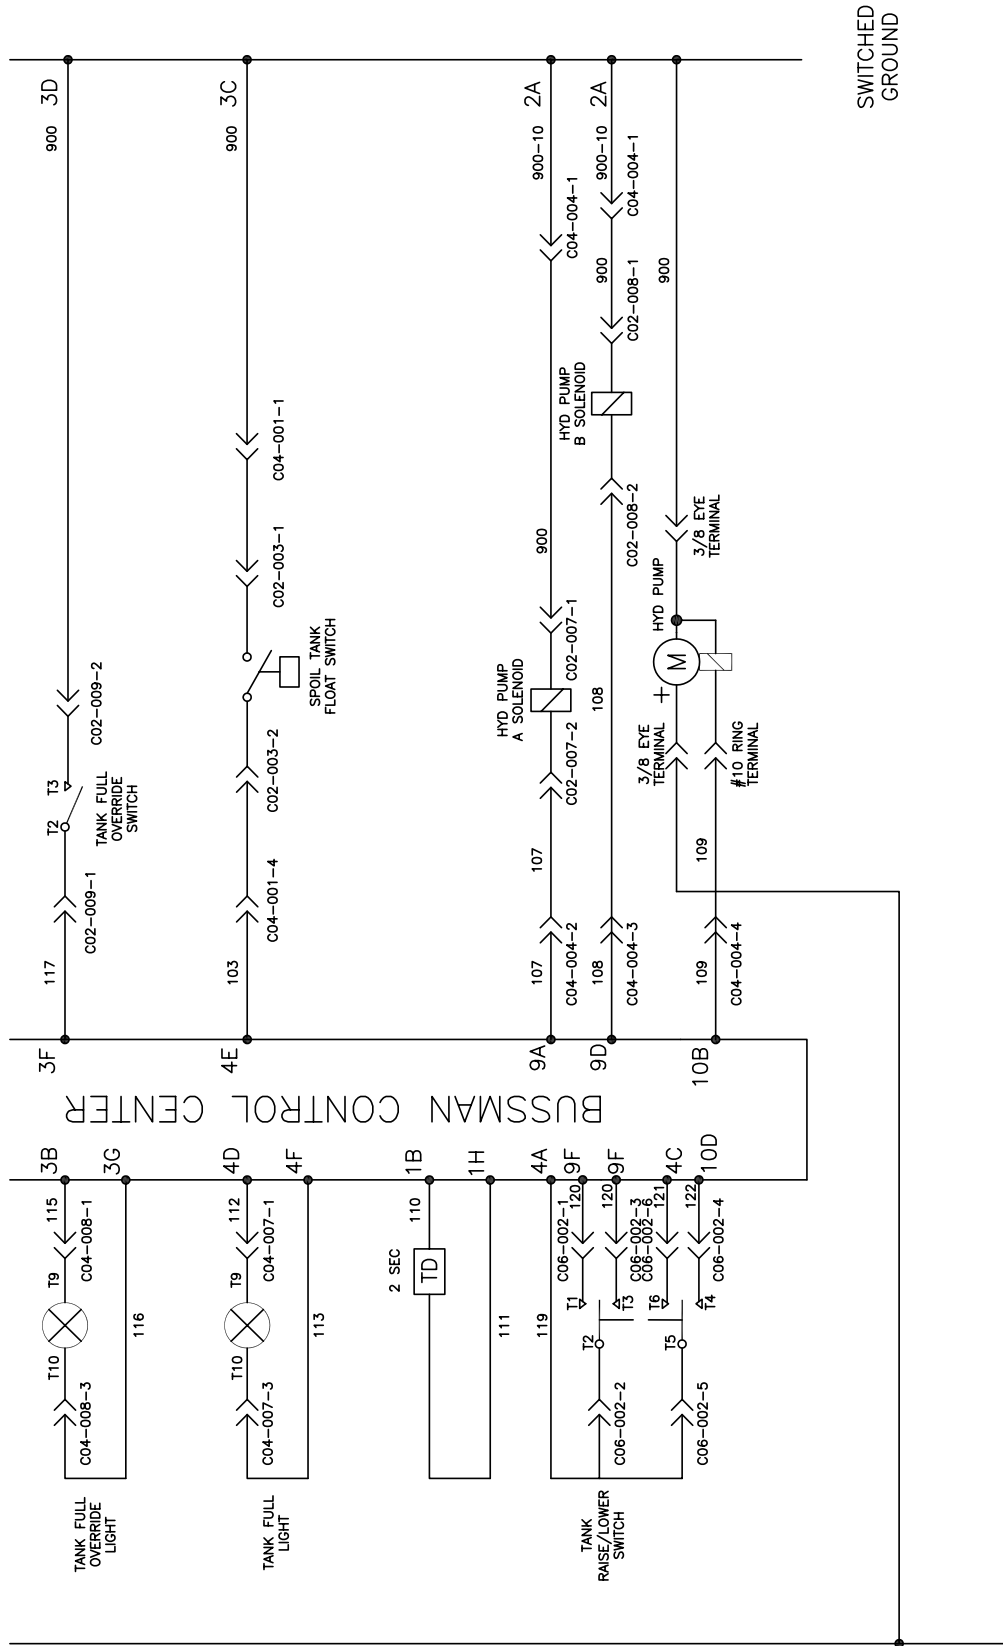 SWITCHED
GROUND
3D
900
C02-009-2
T3
T2
TANK FULL
OVERRIDE
SWITCH
C02-009-1
117
3F
3C
900
C04-001-1
C02-003-1
SPOIL TANK
FLOAT SWITCH
C02-003-2
C04-001-4
103
4E
2A
900-10
C04-004-1
900
C02-007-1
HYD PUMP
A SOLENOID
C02-007-2
107
107
C04-004-2
9A
2A
900-10
C04-004-1
900
C02-008-1
HYD PUMP
B SOLENOID
C02-008-2
108
108
C04-004-3
9D
900
3/8 EYE
TERMINAL
HYD PUMP
M
+
3/8 EYE
TERMINAL
#10 RING
TERMINAL
109
109
C04-004-4
10B
BUSSMAN CONTROL CENTER
3B
115
C04-008-1
T9
T10
C04-008-3
3G
116
TANK FULL
OVERRIDE
LIGHT
4D
112
C04-007-1
T9
T10
C04-007-3
4F
113
TANK FULL
LIGHT
1B
110
2 SEC
TD
1H
111
4A
119
9F
120
C06-002-1
T1
T2
C06-002-2
9F
120
C06-002-3
T3
4C
121
C06-002-6
T6
T5
C06-002-5
10D
122
C06-002-4
T4
TANK
RAISE/LOWER
SWITCH